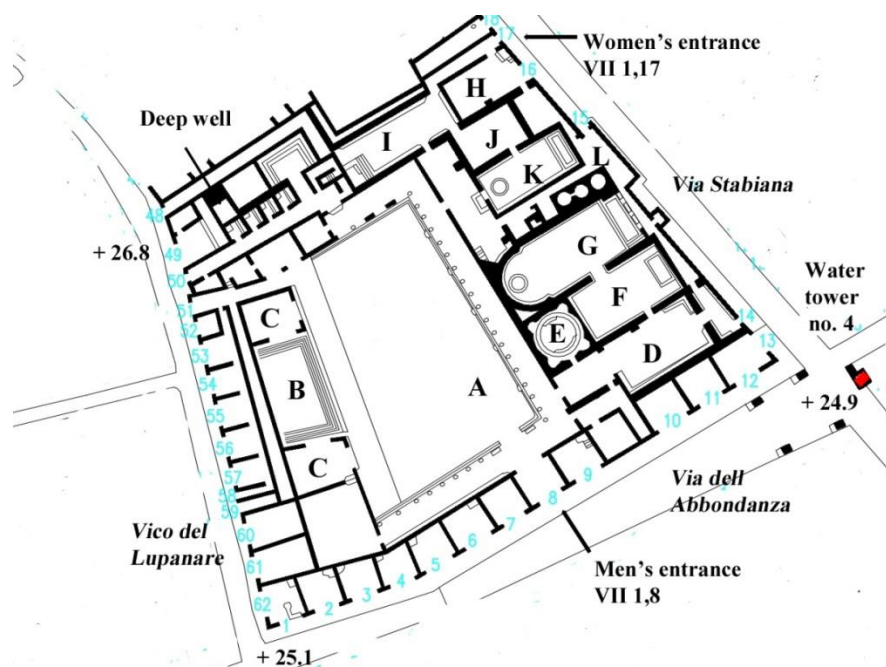 18
17
Women's entrance
VII 1,17
16
H
Deep well
15
I
J
L
K
Via Stabiana
48
+ 26.8
49
G
Water
tower
no. 4
50
F
51
C
52
E
14
13
D
53
B
A
12
54
11
+ 24.9
10
55
56
C
9
Via dell
Abbondanza
57
58
8
59
7
Vico del
Lupanare
60
6
5
61
4
Men's entrance
VII 1,8
3
62
2
1
+ 25.1